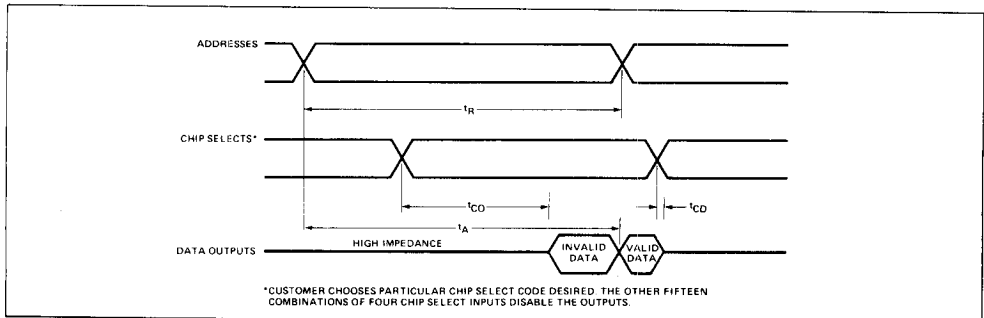 ADDRESSES
tR
CHIP SELECTS*
tCO
tCD
tA
DATA OUTPUTS
HIGH IMPEDANCE
INVALID
DATA
VALID
DATA
*CUSTOMER CHOOSES PARTICULAR CHIP SELECT CODE DESIRED. THE OTHER FIFTEEN
COMBINATIONS OF FOUR CHIP SELECT INPUTS DISABLE THE OUTPUTS.